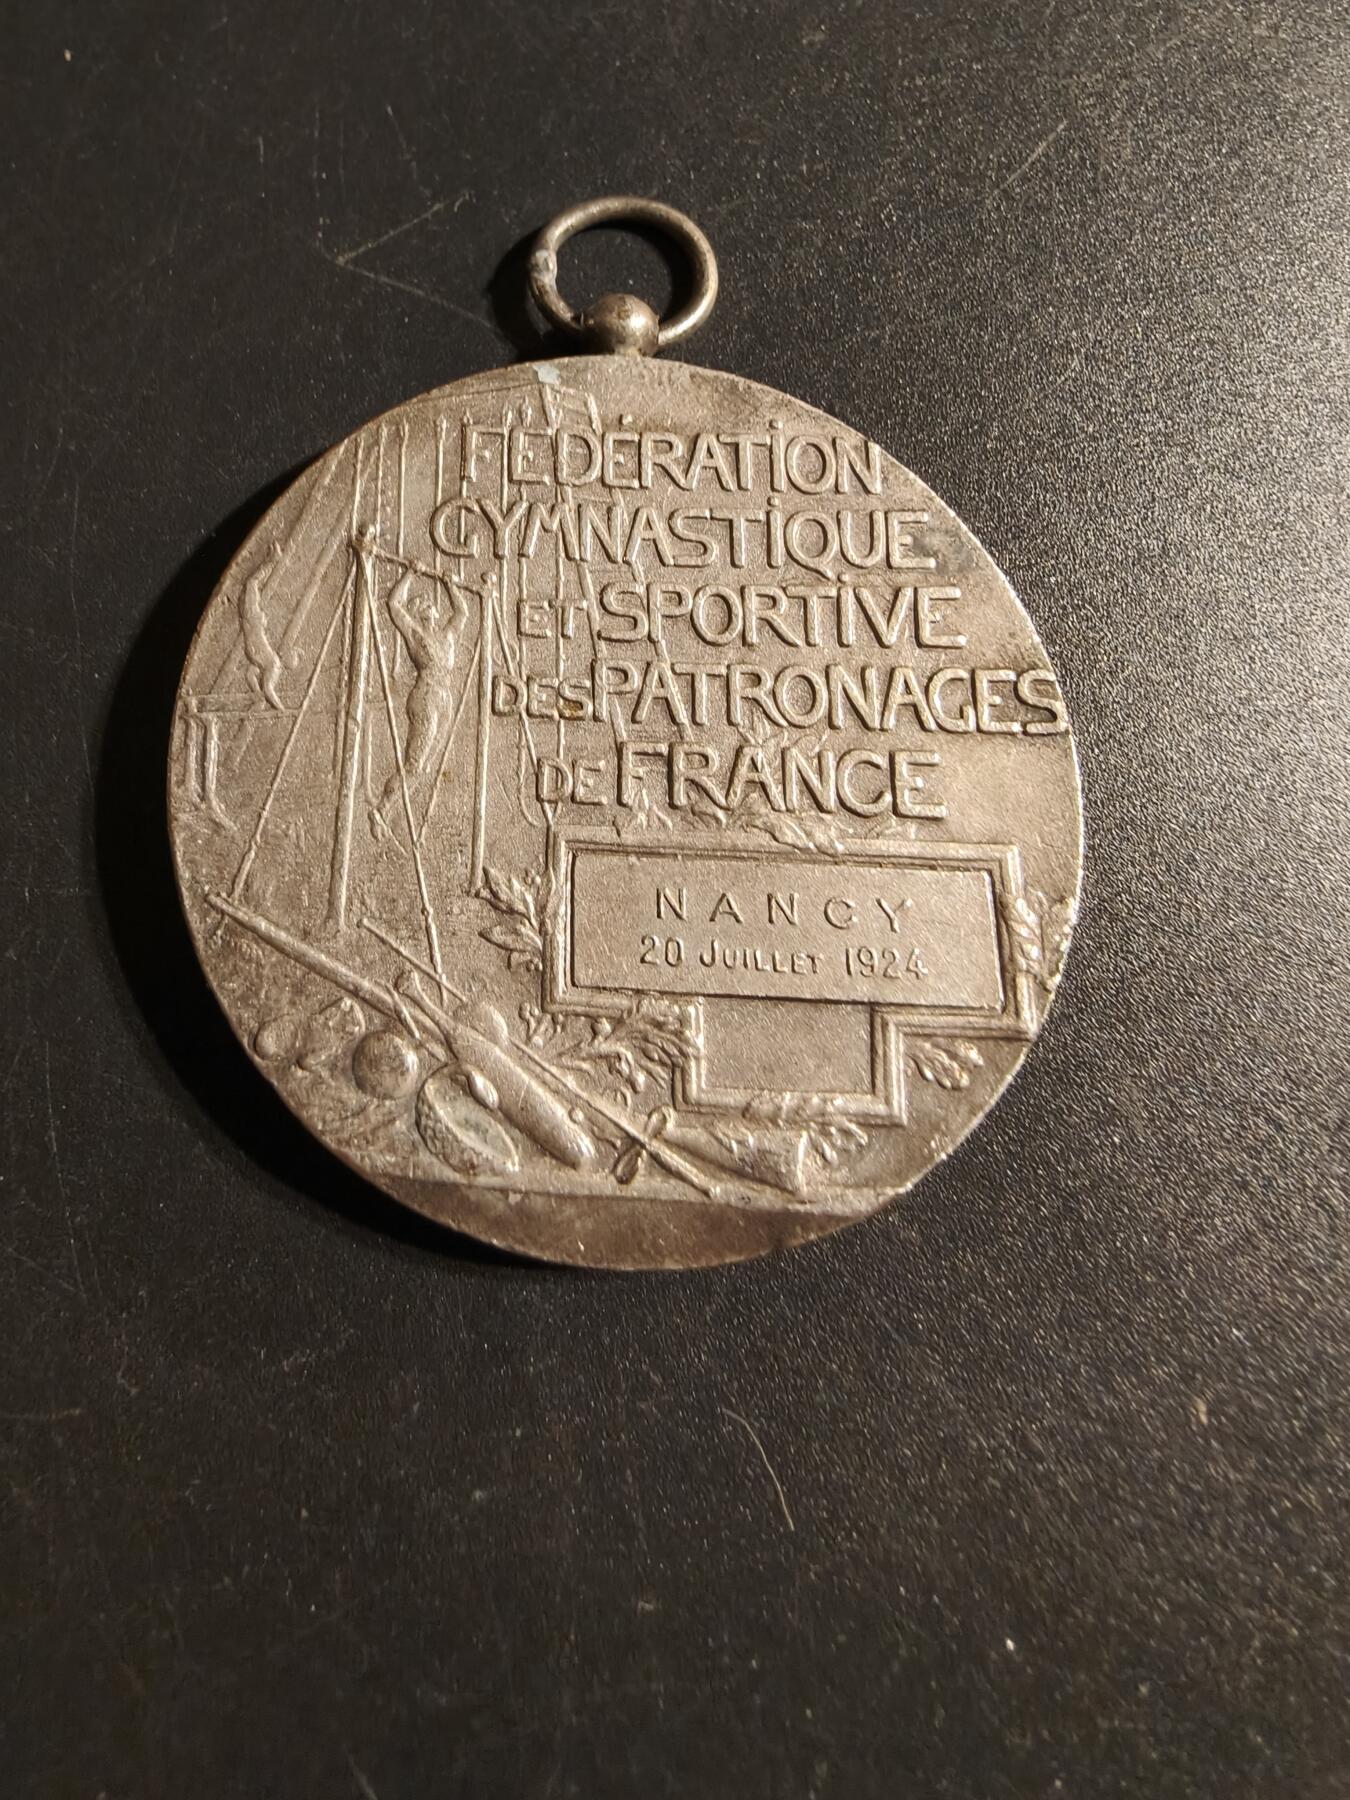 FÉDÉRATION
GYMNASTIQUE
ET SPORTIVE
DES PATRONAGES
DE FRANCE
NANCY
20 JUILLET 1924